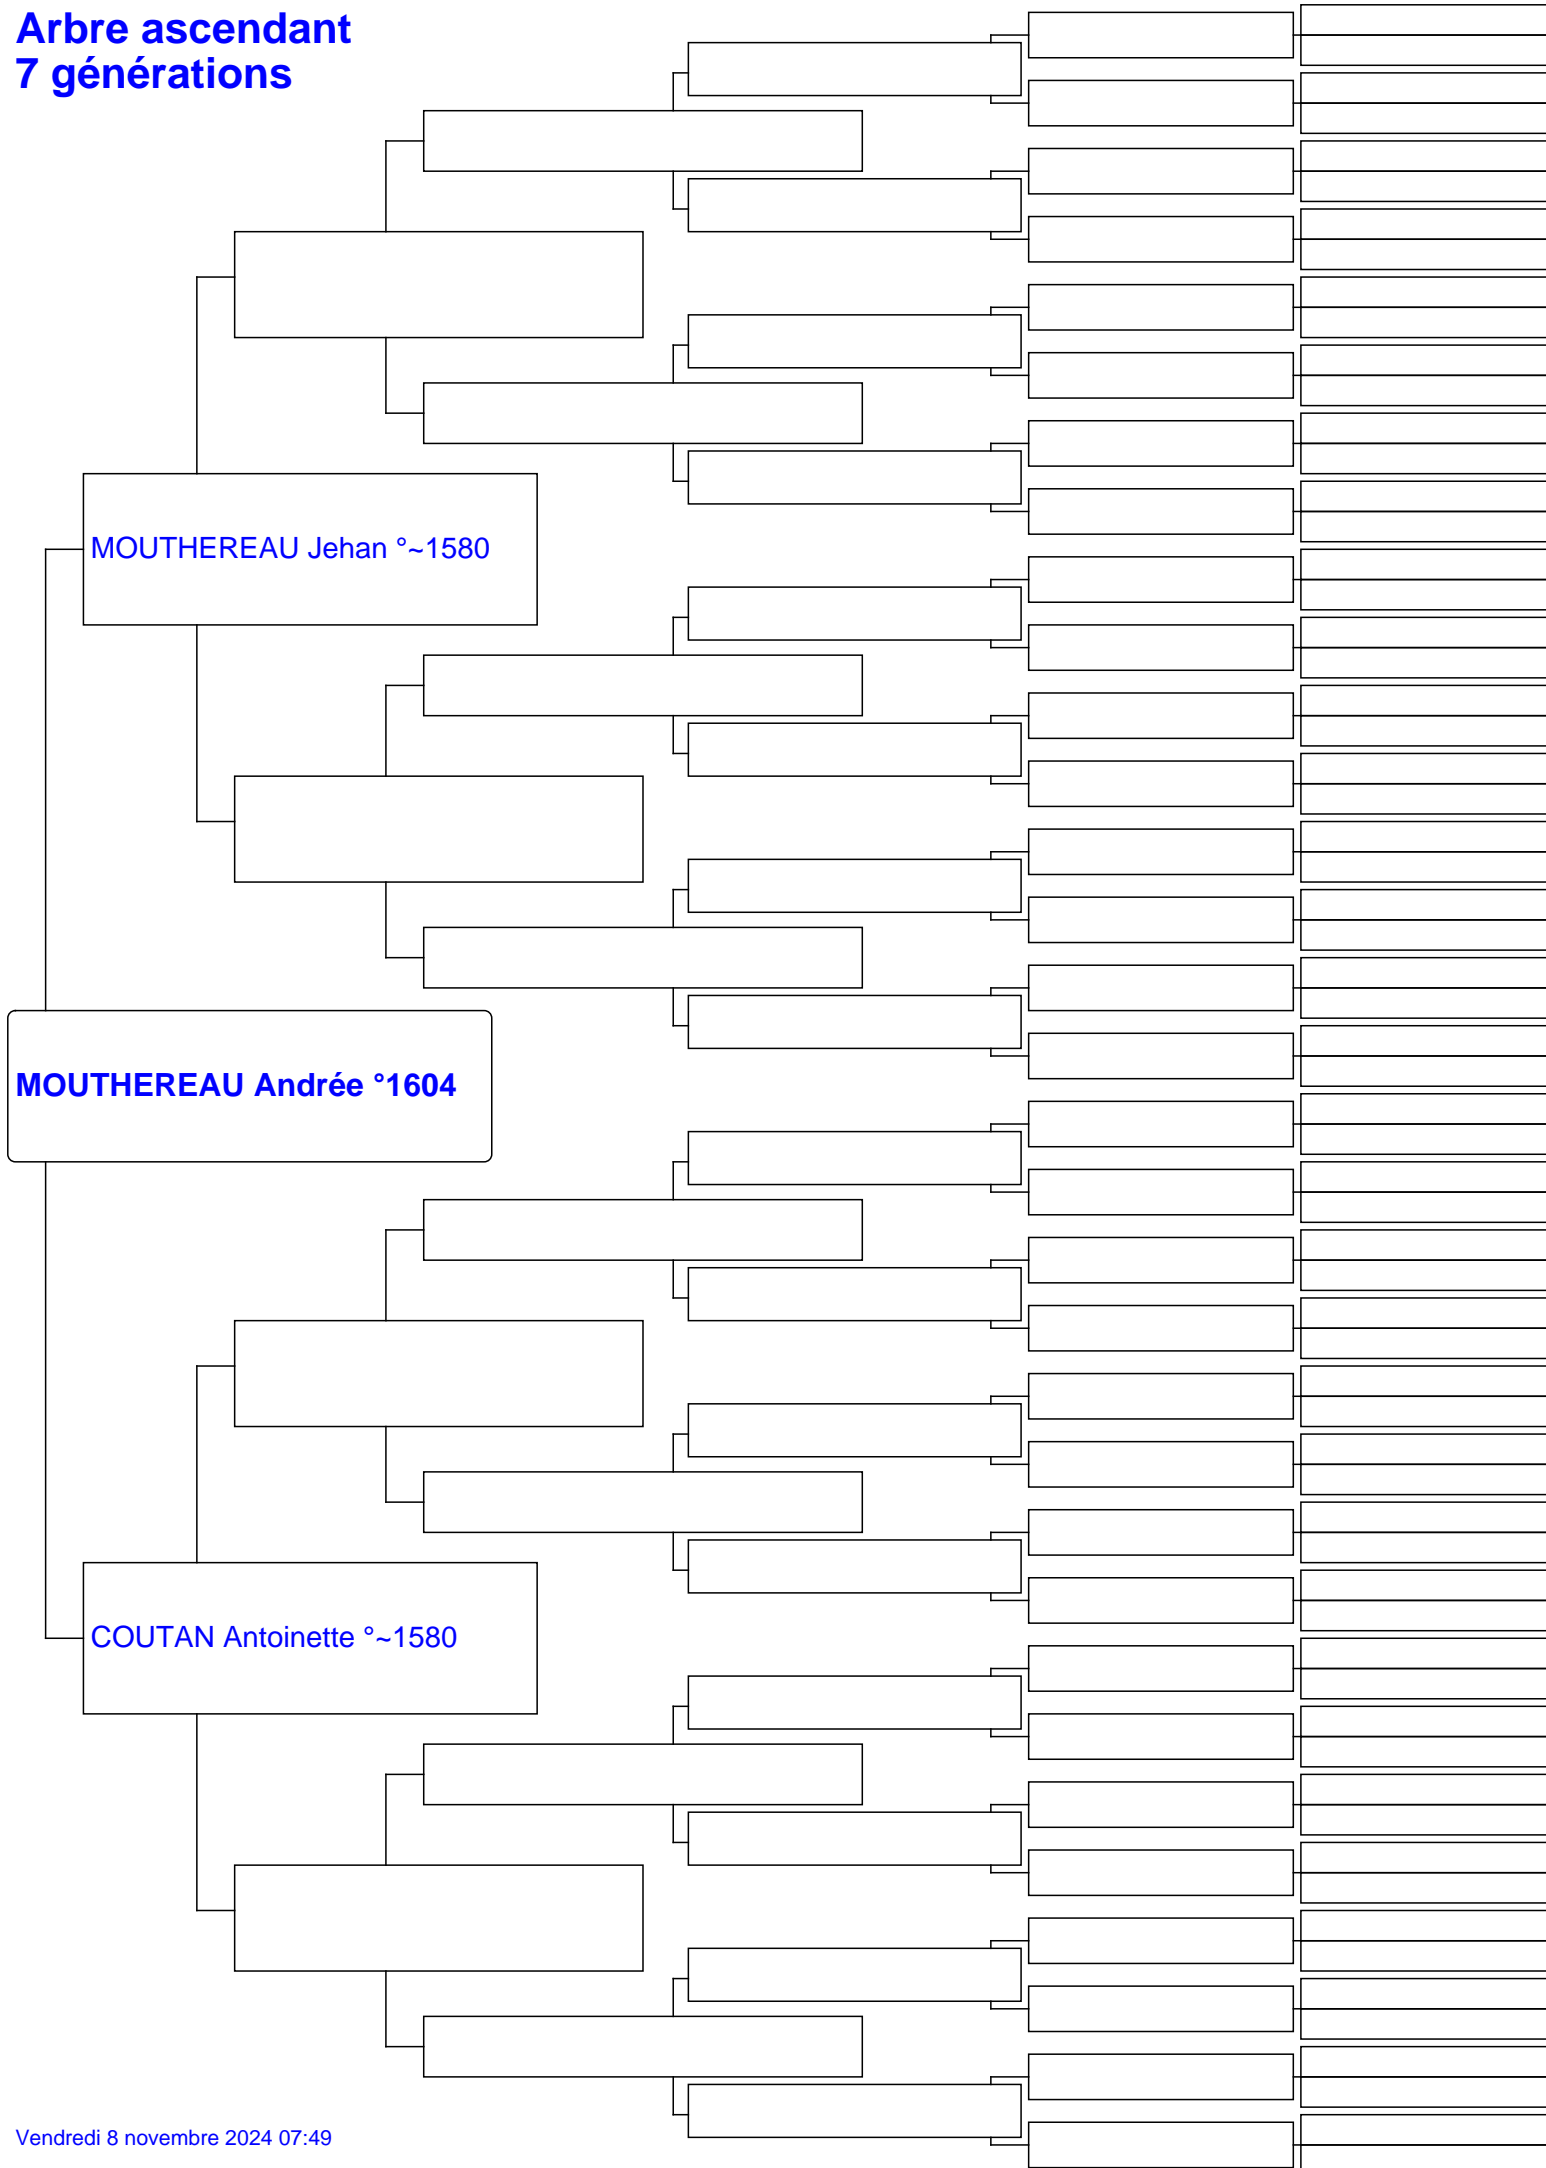 Arbre ascendant
7 générations
MOUTHEREAU Jehan °~1580
MOUTHEREAU Andrée °1604
COUTAN Antoinette °~1580
Vendredi 8 novembre 2024 07:49